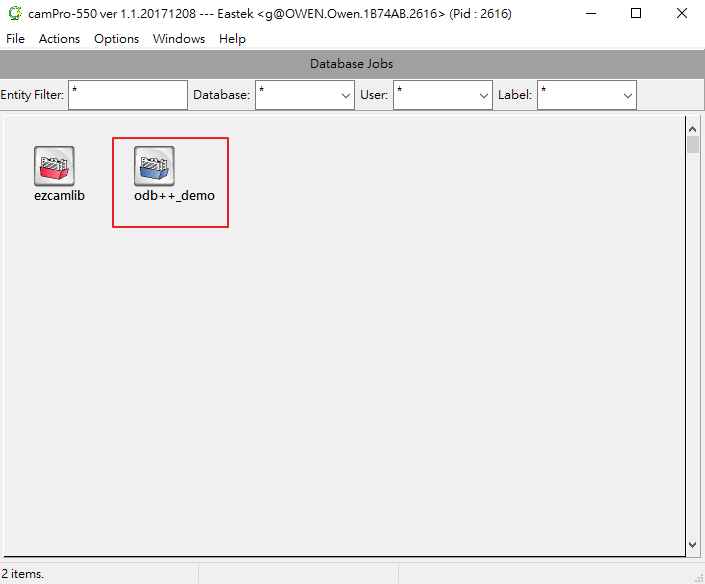 camPro-550 ver 1.1.20171208 --- Eastek <g@OWEN.Owen.1B74AB.2616> (Pid : 2616)
File Actions Options Windows Help
Database Jobs
Entity Filter: * Database: * User: * Label: *
ezcamlib odb++_demo
2 items.